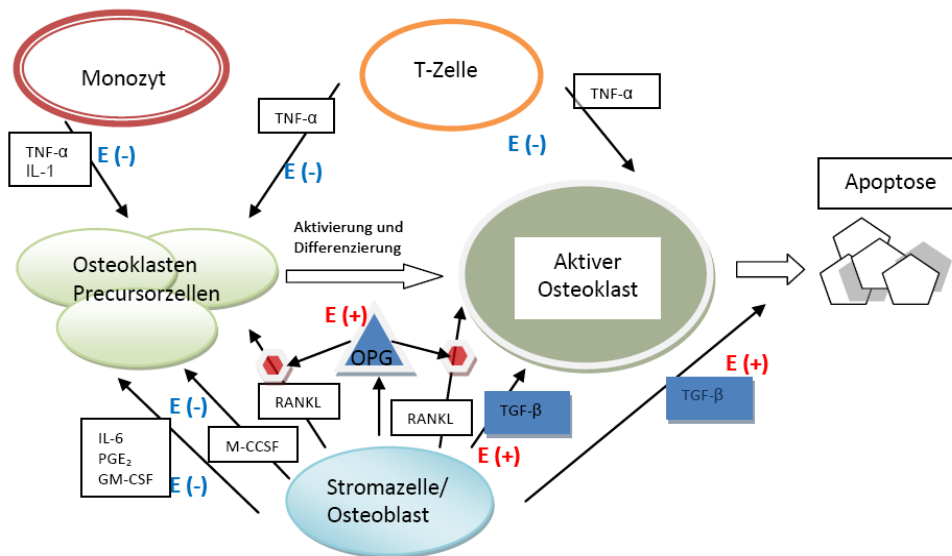 Monozyt
T-Zelle
TNF-α
TNF-α
TNF-α
IL-1
E (-)
E (-)
E (-)
Apoptose
Aktivierung und
Differenzierung
Osteoklasten
Precursorzellen
Aktiver
Osteoklast
E (+)
OPG
E (+)
RANKL
RANKL
TGF-β
TGF-β
E (-)
IL-6
PGE₂
GM-CSF
M-CCSF
E (-)
E (+)
Stromazelle/
Osteoblast